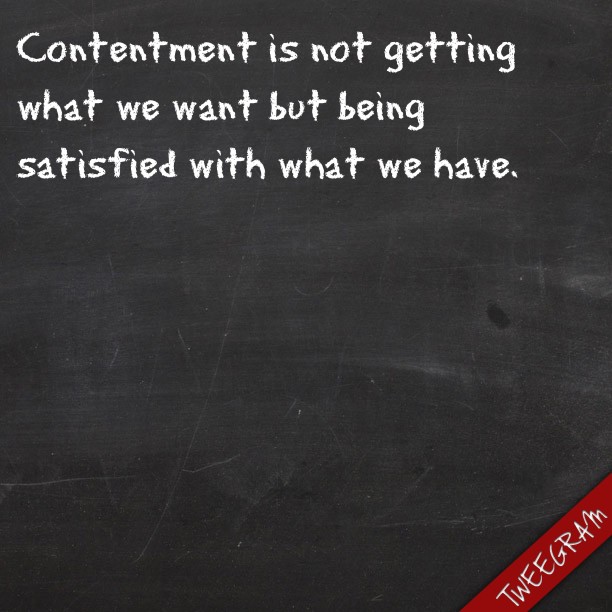 Contentment is not getting
what we want but being
satisfied with what we have.
TWEEGRAM